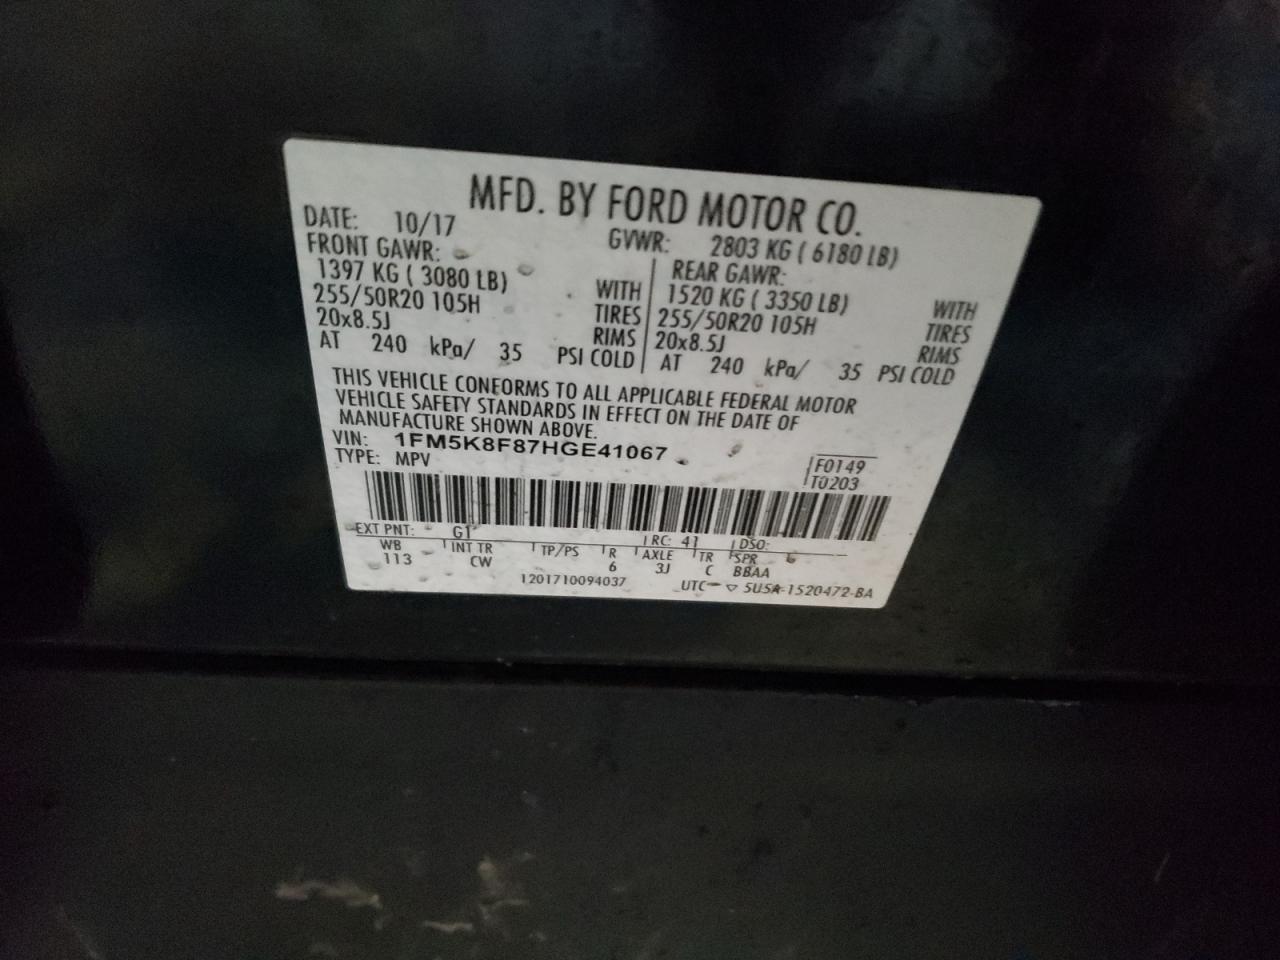 MFD. BY FORD MOTOR CO.
DATE: 10/17 GVWR: 2803 KG ( 6180 LB)
FRONT GAWR: REAR GAWR:
1397 KG ( 3080 LB) WITH 1520 KG ( 3350 LB) WITH
255/50R20 105H TIRES 255/50R20 105H TIRES
20x8.5J RIMS 20x8.5J RIMS
AT 240 kPa/ 35 PSI COLD AT 240 kPa/ 35 PSI COLD
THIS VEHICLE CONFORMS TO ALL APPLICABLE FEDERAL MOTOR
VEHICLE SAFETY STANDARDS IN EFFECT ON THE DATE OF
MANUFACTURE SHOWN ABOVE.
VIN: 1FM5K8F87HGE41067 F0149
TYPE: MPV T0203
EXT PNT: G1 RC: 41 DSO:
WB INT TR TP/PS R AXLE TR SPR
113 CW 6 3J C BBAA
1201710094037 UTC ▽ 5U5A-1520472-BA